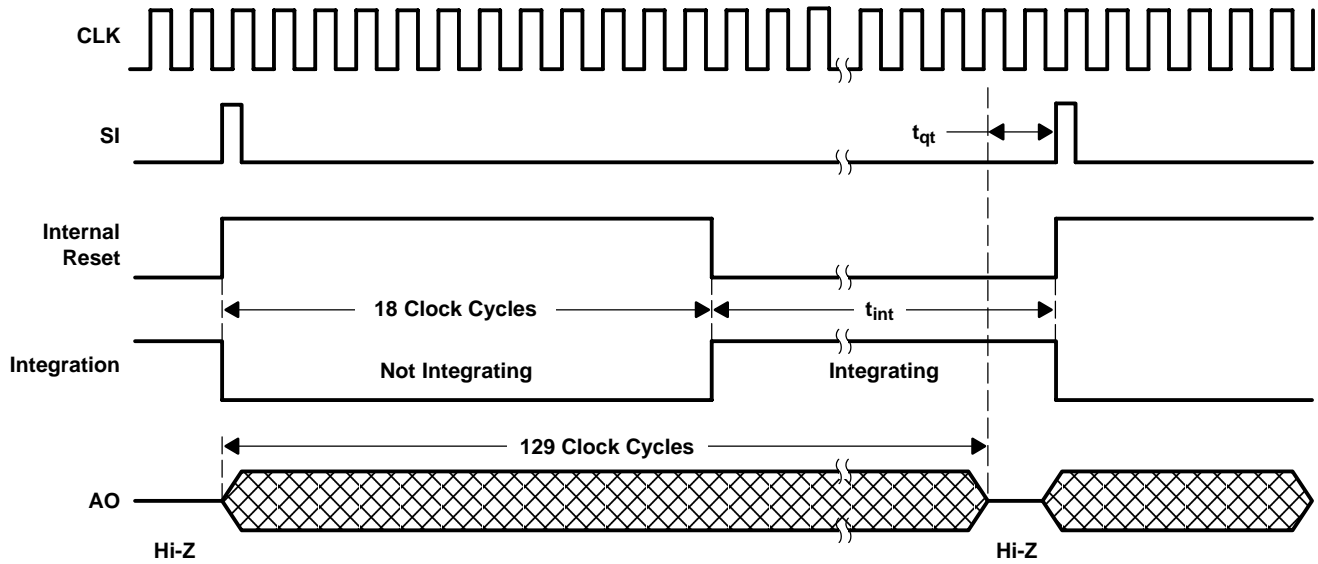 CLK
SI
t_qt
Internal
Reset
18 Clock Cycles
t_int
Integration
Not Integrating
Integrating
129 Clock Cycles
AO
Hi-Z
Hi-Z